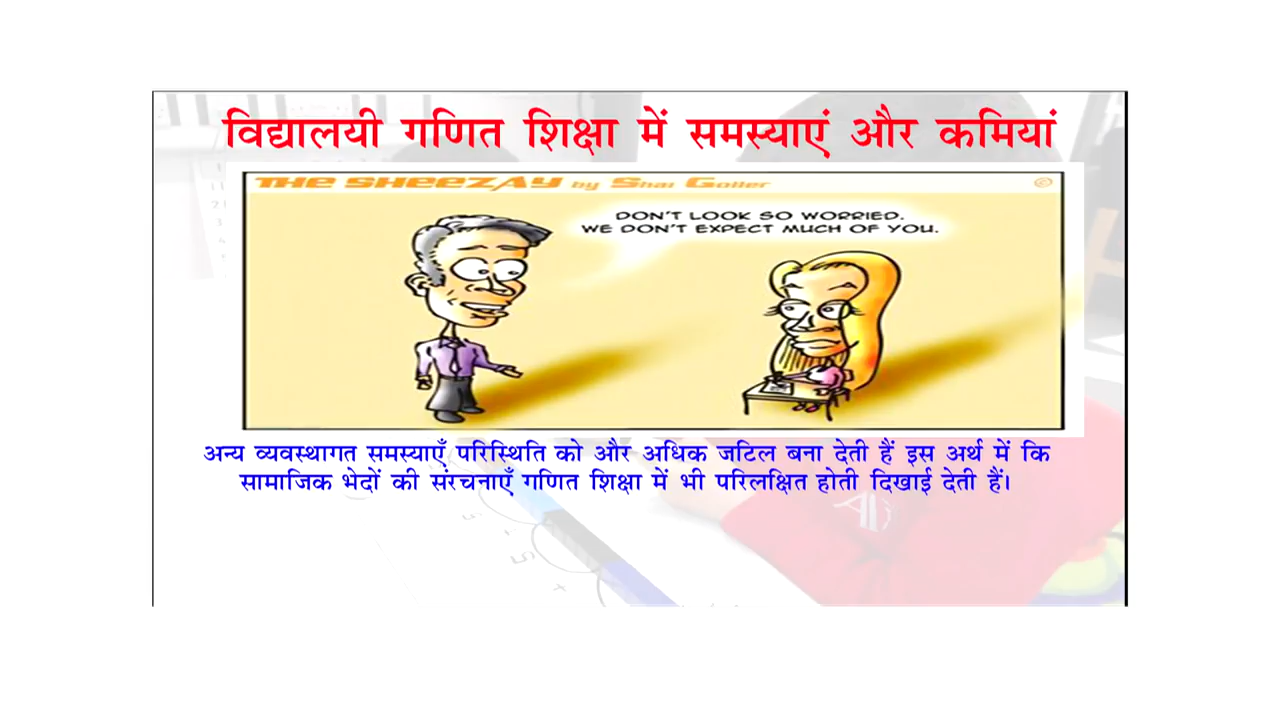 विद्यालयी गणित शिक्षा में समस्याएं और कमियां
THE SHEEZAY by Shai Goller ©
DON'T LOOK SO WORRIED.
WE DON'T EXPECT MUCH OF YOU.
अन्य व्यवस्थागत समस्याएँ परिस्थिति को और अधिक जटिल बना देती हैं इस अर्थ में कि
सामाजिक भेदों की संरचनाएँ गणित शिक्षा में भी परिलक्षित होती दिखाई देती हैं।